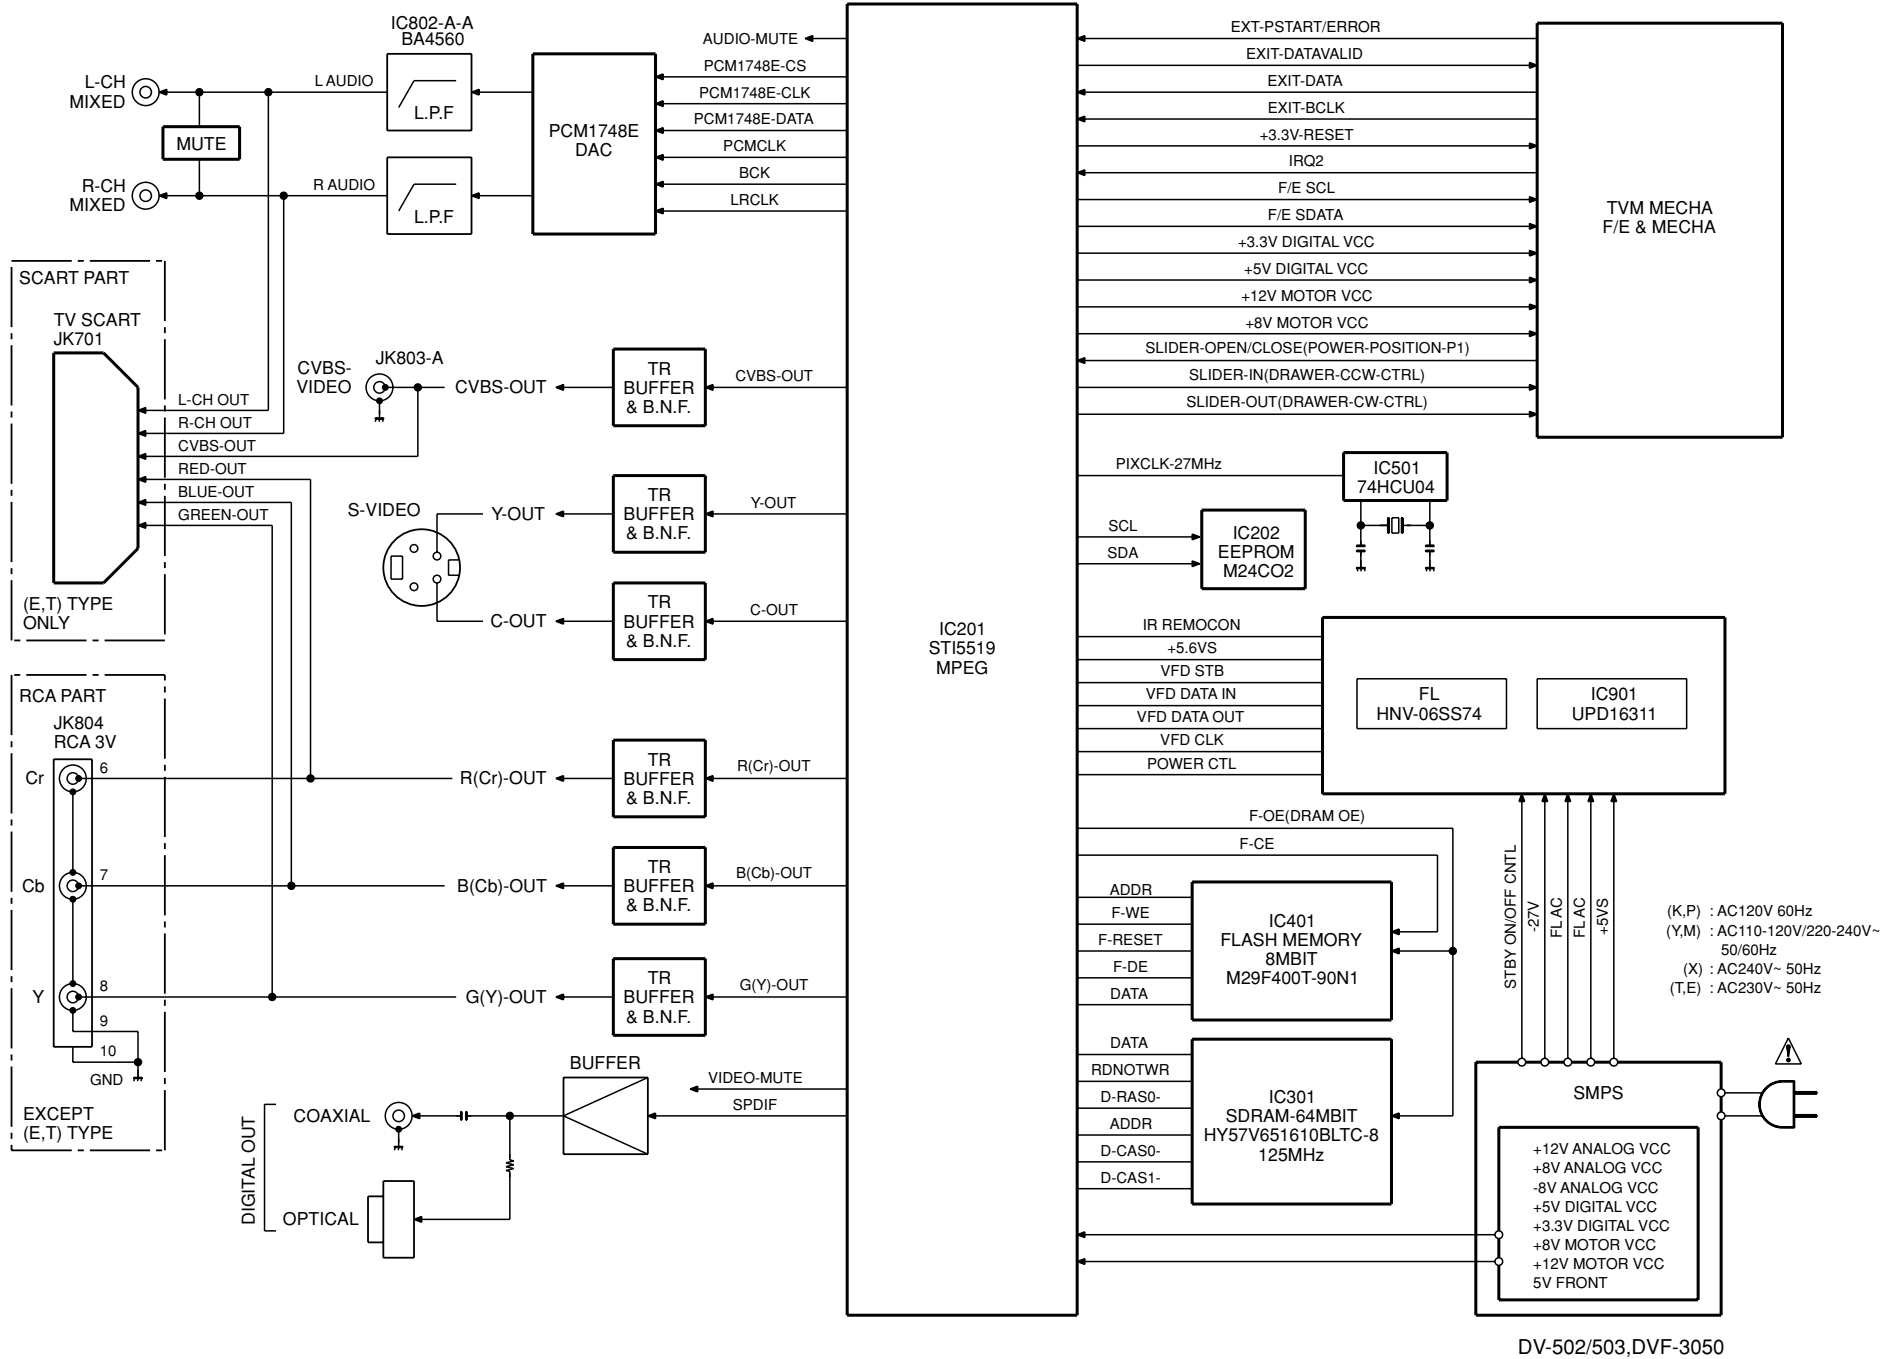 IC802-A-A
BA4560
L-CH
MIXED
L AUDIO
L.P.F
MUTE
R-CH
MIXED
R AUDIO
L.P.F
PCM1748E
DAC
AUDIO-MUTE
PCM1748E-CS
PCM1748E-CLK
PCM1748E-DATA
PCMCLK
BCK
LRCLK
SCART PART
TV SCART
JK701
L-CH OUT
R-CH OUT
CVBS-OUT
RED-OUT
BLUE-OUT
GREEN-OUT
(E,T) TYPE
ONLY
CVBS-
VIDEO
JK803-A
CVBS-OUT
TR
BUFFER
& B.N.F.
CVBS-OUT
S-VIDEO
Y-OUT
TR
BUFFER
& B.N.F.
Y-OUT
C-OUT
TR
BUFFER
& B.N.F.
C-OUT
RCA PART
JK804
RCA 3V
Cr
6
R(Cr)-OUT
TR
BUFFER
& B.N.F.
R(Cr)-OUT
Cb
7
B(Cb)-OUT
TR
BUFFER
& B.N.F.
B(Cb)-OUT
Y
8
G(Y)-OUT
TR
BUFFER
& B.N.F.
G(Y)-OUT
9
10
GND
EXCEPT
(E,T) TYPE
BUFFER
VIDEO-MUTE
SPDIF
DIGITAL OUT
COAXIAL
OPTICAL
IC201
STI5519
MPEG
EXT-PSTART/ERROR
EXIT-DATAVALID
EXIT-DATA
EXIT-BCLK
+3.3V-RESET
IRQ2
F/E SCL
F/E SDATA
+3.3V DIGITAL VCC
+5V DIGITAL VCC
+12V MOTOR VCC
+8V MOTOR VCC
SLIDER-OPEN/CLOSE(POWER-POSITION-P1)
SLIDER-IN(DRAWER-CCW-CTRL)
SLIDER-OUT(DRAWER-CW-CTRL)
TVM MECHA
F/E & MECHA
PIXCLK-27MHz
IC501
74HCU04
SCL
SDA
IC202
EEPROM
M24CO2
IR REMOCON
+5.6VS
VFD STB
VFD DATA IN
VFD DATA OUT
VFD CLK
POWER CTL
FL
HNV-06SS74
IC901
UPD16311
F-OE(DRAM OE)
F-CE
ADDR
F-WE
F-RESET
F-DE
DATA
IC401
FLASH MEMORY
8MBIT
M29F400T-90N1
DATA
RDNOTWR
D-RAS0-
ADDR
D-CAS0-
D-CAS1-
IC301
SDRAM-64MBIT
HY57V651610BLTC-8
125MHz
STBY ON/OFF CNTL
-27V
FL AC
FL AC
+5VS
(K,P) : AC120V 60Hz
(Y,M) : AC110-120V/220-240V~
50/60Hz
(X) : AC240V~ 50Hz
(T,E) : AC230V~ 50Hz
SMPS
+12V ANALOG VCC
+8V ANALOG VCC
-8V ANALOG VCC
+5V DIGITAL VCC
+3.3V DIGITAL VCC
+8V MOTOR VCC
+12V MOTOR VCC
5V FRONT
DV-502/503,DVF-3050